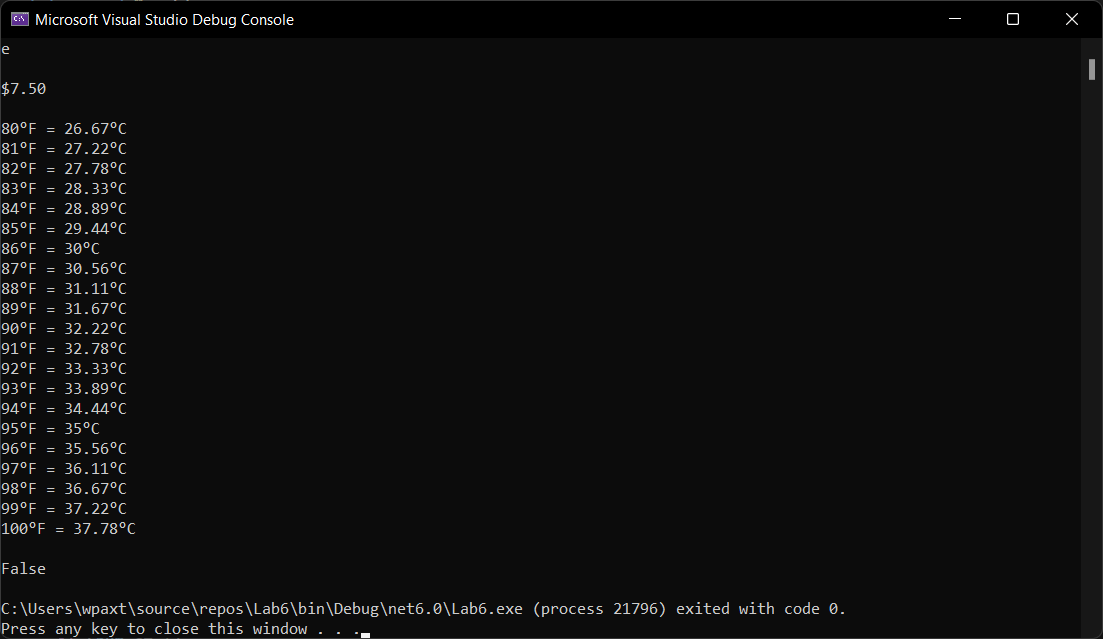 Microsoft Visual Studio Debug Console
e
$7.50
80°F = 26.67°C
81°F = 27.22°C
82°F = 27.78°C
83°F = 28.33°C
84°F = 28.89°C
85°F = 29.44°C
86°F = 30°C
87°F = 30.56°C
88°F = 31.11°C
89°F = 31.67°C
90°F = 32.22°C
91°F = 32.78°C
92°F = 33.33°C
93°F = 33.89°C
94°F = 34.44°C
95°F = 35°C
96°F = 35.56°C
97°F = 36.11°C
98°F = 36.67°C
99°F = 37.22°C
100°F = 37.78°C
False
C:\Users\wpaxt\source\repos\Lab6\bin\Debug\net6.0\Lab6.exe (process 21796) exited with code 0.
Press any key to close this window . . .